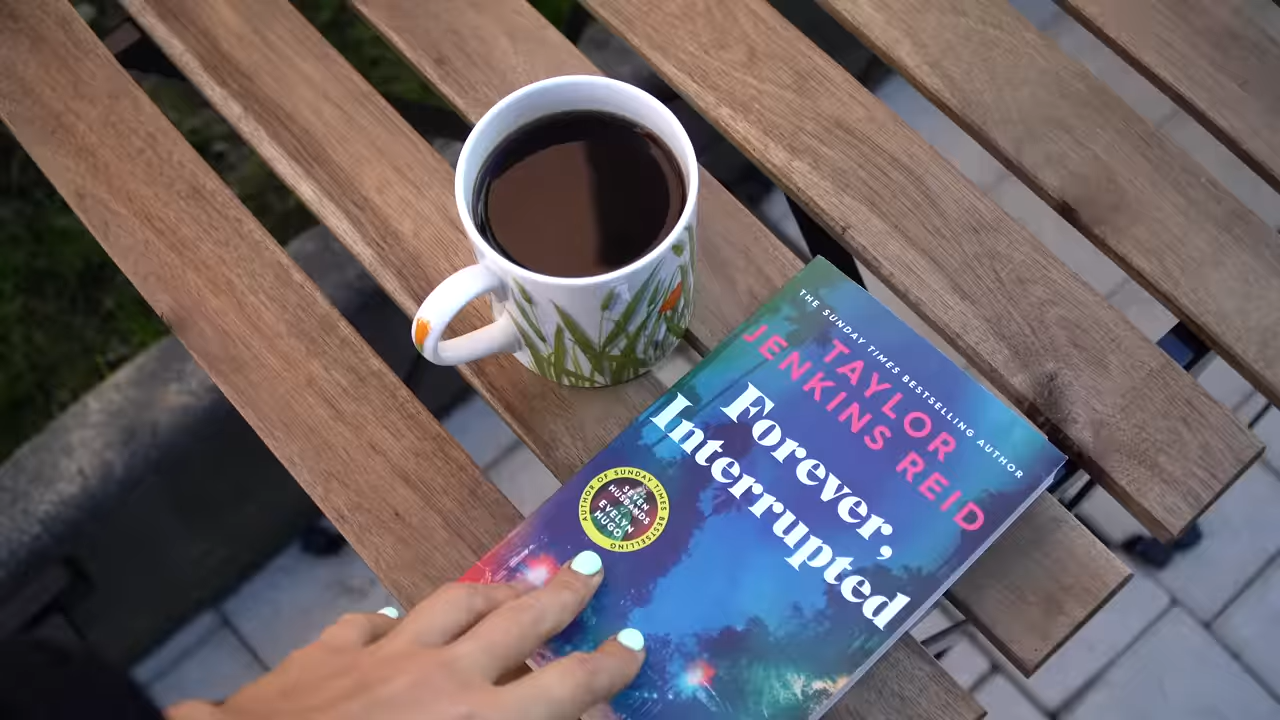 THE SUNDAY TIMES BESTSELLING AUTHOR
TAYLOR
JENKINS REID
Forever,
Interrupted
AUTHOR OF SUNDAY TIMES BESTSELLING
SEVEN
HUSBANDS
of
EVELYN
HUGO